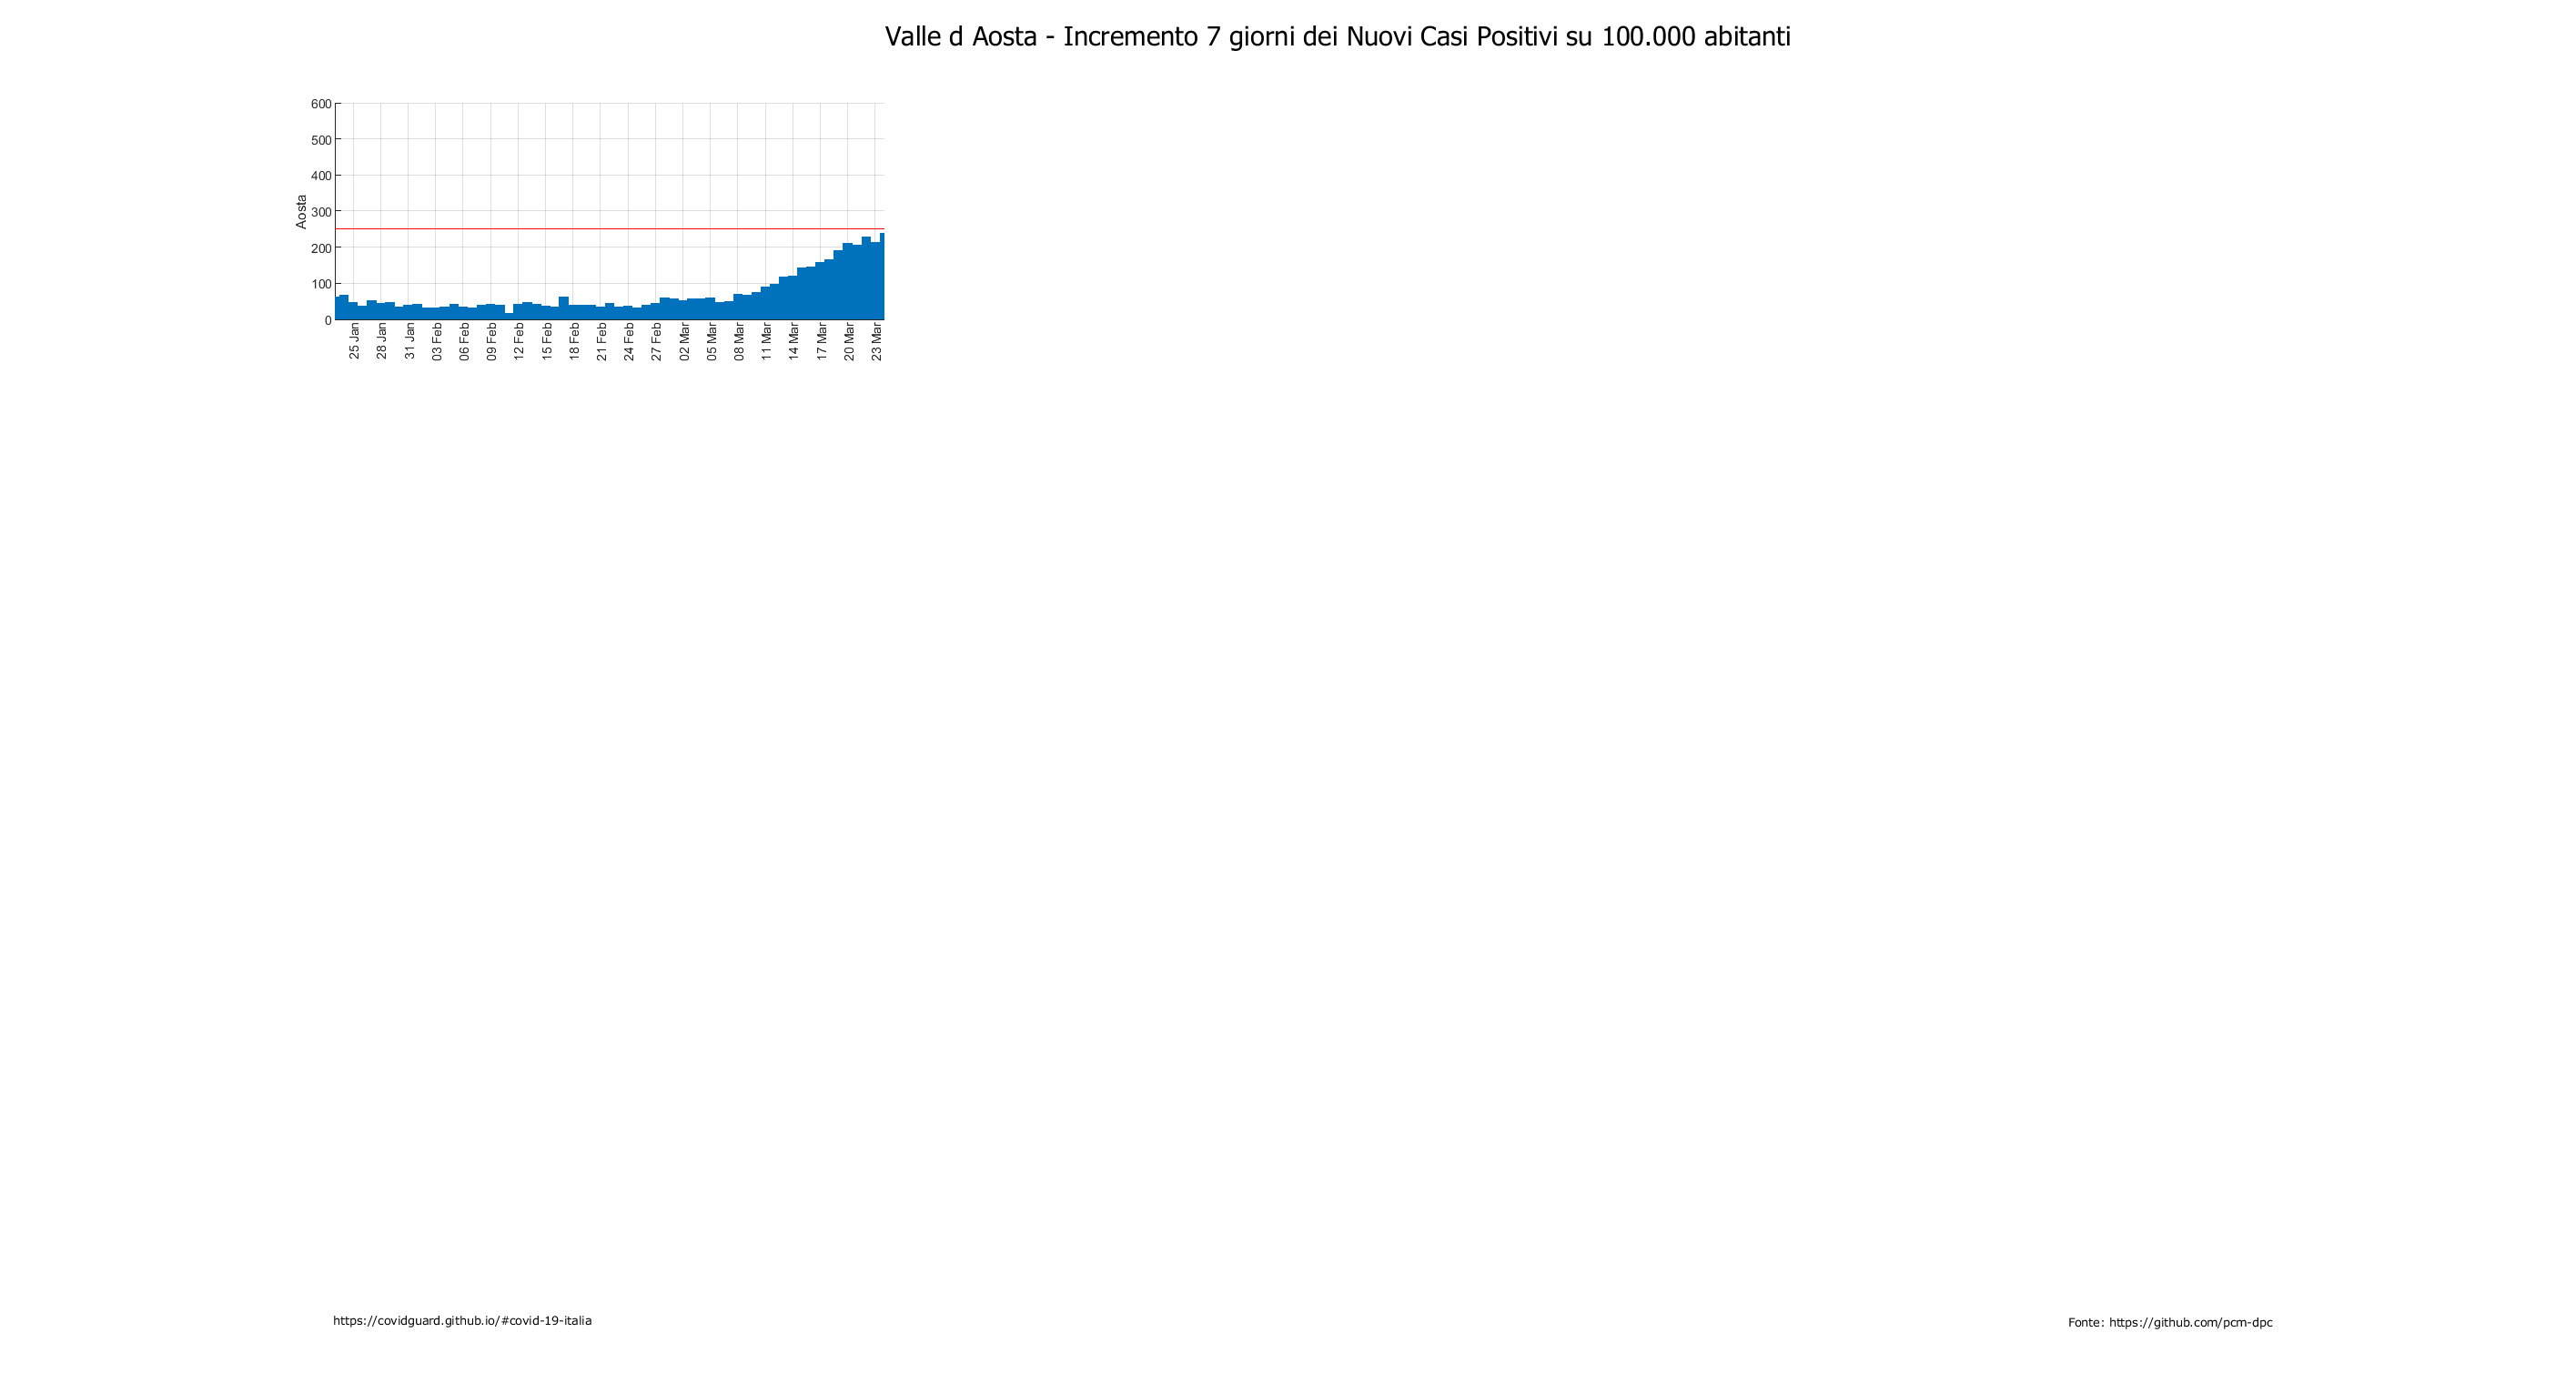 Valle d Aosta - Incremento 7 giorni dei Nuovi Casi Positivi su 100.000 abitanti
600
500
400
300
200
100
0
Aosta
25 Jan
28 Jan
31 Jan
03 Feb
06 Feb
09 Feb
12 Feb
15 Feb
18 Feb
21 Feb
24 Feb
27 Feb
02 Mar
05 Mar
08 Mar
11 Mar
14 Mar
17 Mar
20 Mar
23 Mar
https://covidguard.github.io/#covid-19-italia
Fonte: https://github.com/pcm-dpc